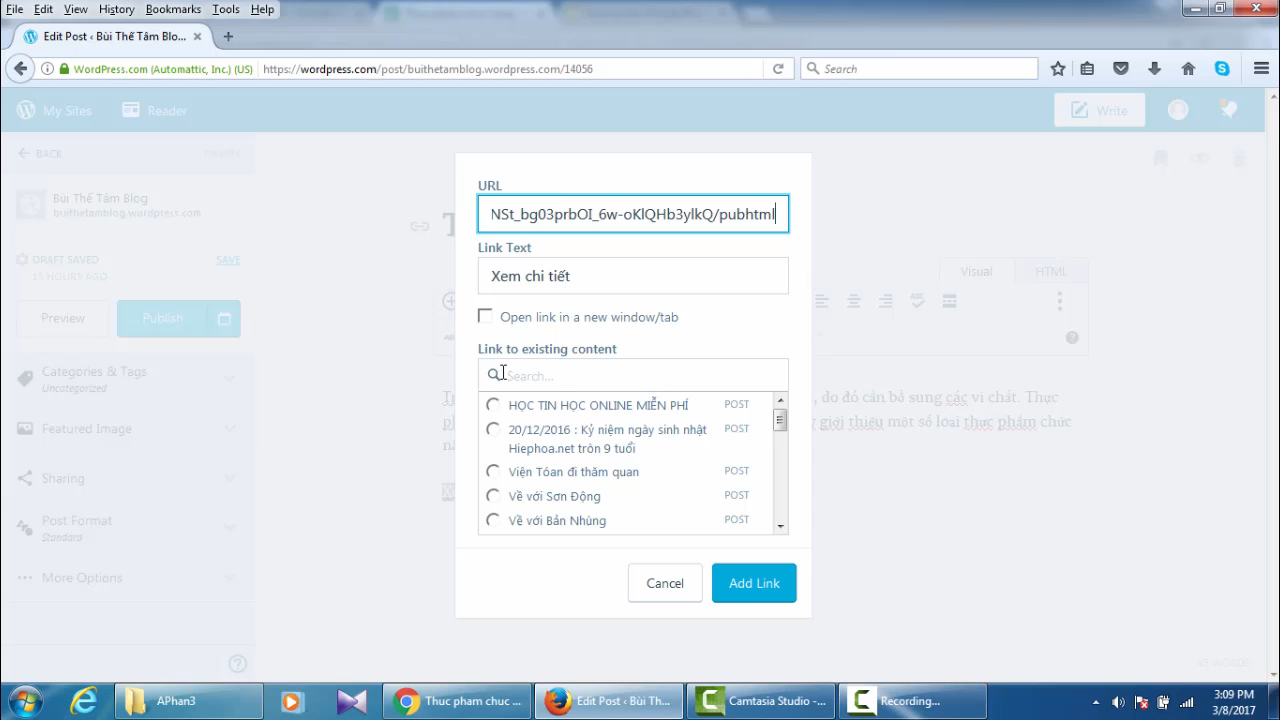 File Edit View History Bookmarks Tools Help
Edit Post ‹ Bùi Thế Tâm Blo...
WordPress.com (Automattic, Inc.) (US) https://wordpress.com/post/buithetamblog.wordpress.com/14056 Search
My Sites Reader Write
BACK
Bùi Thế Tâm Blog
buithetamblog.wordpress.com
DRAFT SAVED SAVE
15 HOURS AGO
Preview Publish
Categories & Tags
Uncategorized
Featured Image
Sharing
Post Format
Standard
More Options
URL
NSt_bg03prbOI_6w-oKlQHb3ylkQ/pubhtml
Link Text
Xem chi tiết
Open link in a new window/tab
Link to existing content
Search...
HỌC TIN HỌC ONLINE MIỄN PHÍ POST
20/12/2016 : Kỷ niệm ngày sinh nhật POST
Hiephoa.net tròn 9 tuổi
Viện Tóan đi thăm quan POST
Về với Sơn Động POST
Về với Bản Nhùng POST
Cancel Add Link
Visual HTML
, do đó cần bổ sung các vi chất. Thực
giới thiệu một số loại thực phẩm chức
APhan3 Thuc pham chuc ... Edit Post ‹ Bùi Th... Camtasia Studio -... Recording...
3:09 PM
3/8/2017